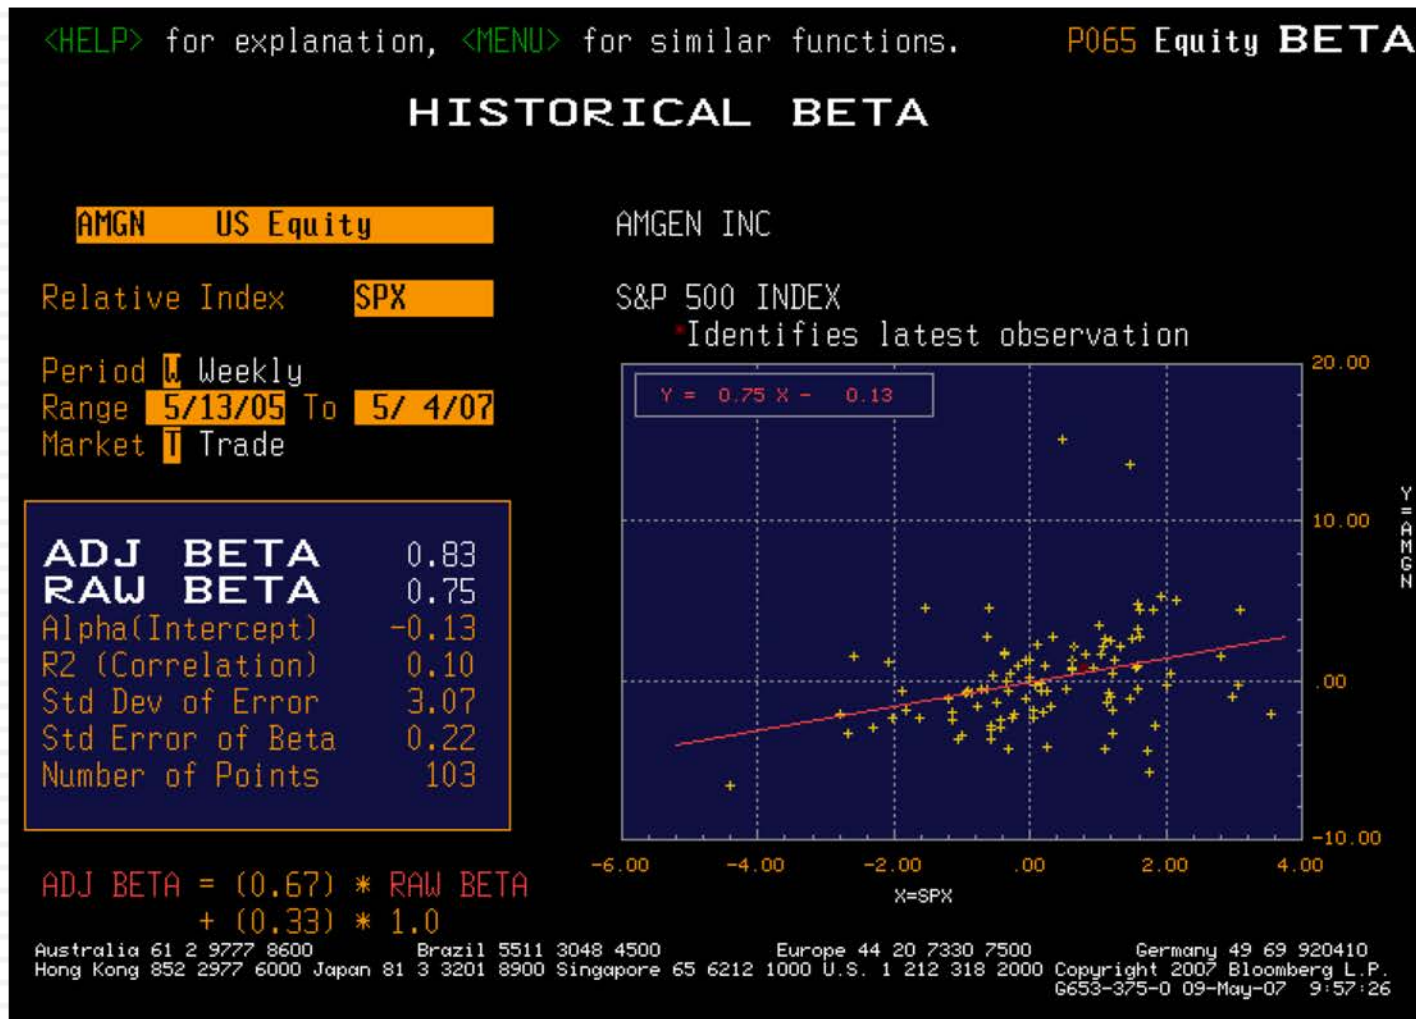 <HELP> for explanation, <MENU> for similar functions. P065 Equity BETA
HISTORICAL BETA
AMGN US Equity AMGEN INC
Relative Index SPX S&P 500 INDEX
*Identifies latest observation
Period W Weekly
Range 5/13/05 To 5/ 4/07
Market T Trade
ADJ BETA 0.83
RAW BETA 0.75
Alpha(Intercept) -0.13
R2 (Correlation) 0.10
Std Dev of Error 3.07
Std Error of Beta 0.22
Number of Points 103
ADJ BETA = (0.67) * RAW BETA
+ (0.33) * 1.0
Y = 0.75 X - 0.13
20.00
10.00
.00
-10.00
Y=AMGN
-6.00 -4.00 -2.00 .00 2.00 4.00
X=SPX
Australia 61 2 9777 8600 Brazil 5511 3048 4500 Europe 44 20 7330 7500 Germany 49 69 920410
Hong Kong 852 2977 6000 Japan 81 3 3201 8900 Singapore 65 6212 1000 U.S. 1 212 318 2000 Copyright 2007 Bloomberg L.P.
G653-375-0 09-May-07 9:57:26